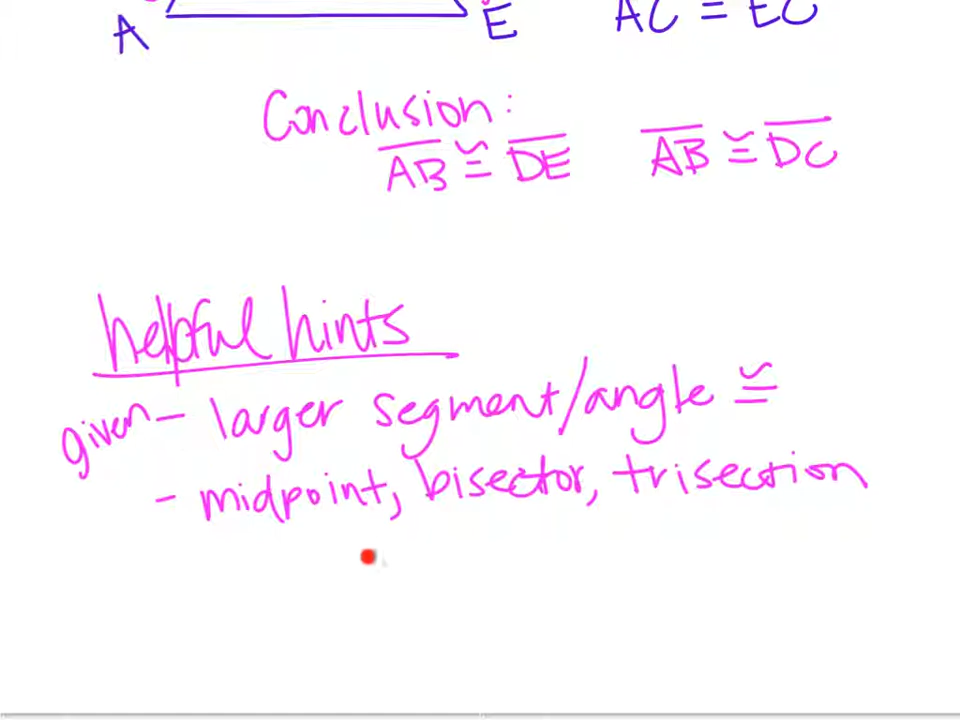 A E AC = EC
Conclusion:
AB ≅ DE AB ≅ DC
helpful hints
given - larger segment/angle ≅
- midpoint, bisector, trisection